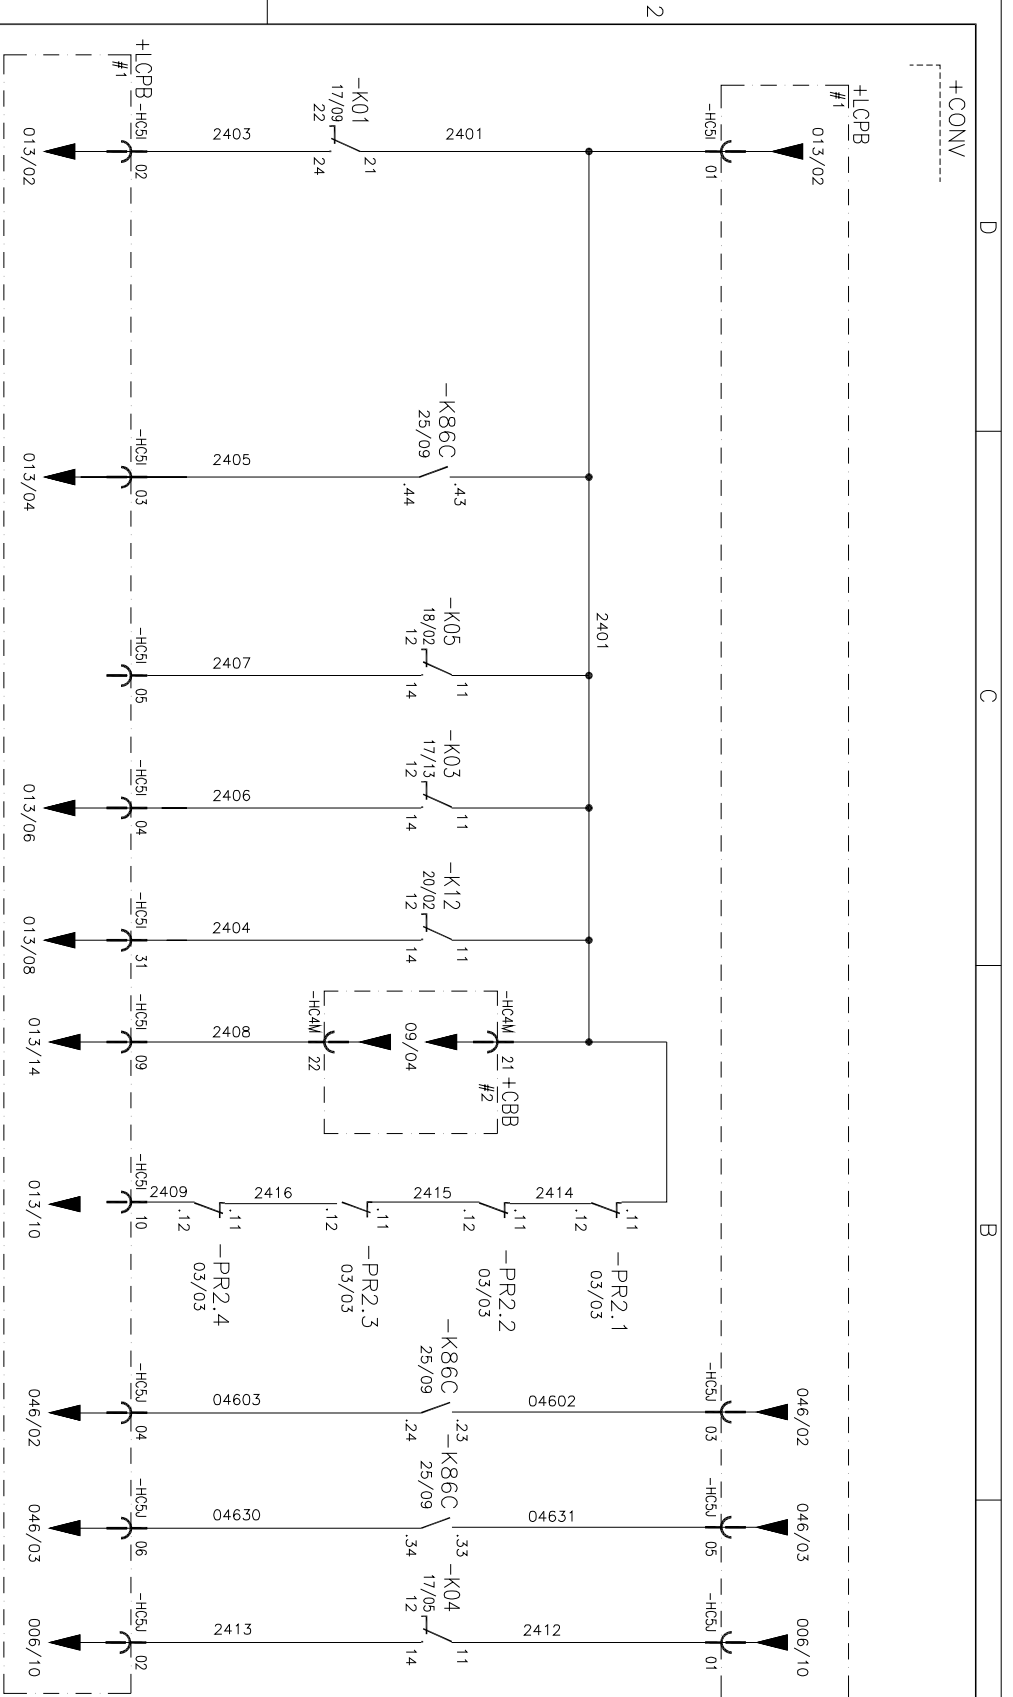 2
D
C
B
+CONV
+LCPB
#1
013/02
-HC5I
01
2401
-K01
17/09
22
21
24
2403
+LCPB
#1
-HC5I
02
013/02
-K86C
25/09
.43
.44
2405
-HC5I
03
013/04
2401
-K05
18/02
12
11
14
2407
-HC5I
05
-K03
17/13
12
11
14
2406
-HC5I
04
013/06
-K12
20/02
12
11
14
2404
-HC5I
31
013/08
-HC4M
21
+CBB
#2
09/04
-HC4M
22
2408
-HC5I
09
013/14
.11
.12
-PR2.1
03/03
2414
.11
.12
-PR2.2
03/03
2415
.11
.12
-PR2.3
03/03
2416
.11
.12
-PR2.4
03/03
2409
-HC5I
10
013/10
046/02
-HC5J
03
04602
-K86C
25/09
.23
.24
04603
-HC5J
04
046/02
046/03
-HC5J
05
04631
-K86C
25/09
.33
.34
04630
-HC5J
06
046/03
006/10
-HC5J
01
2412
-K04
17/05
12
11
14
2413
-HC5J
02
006/10